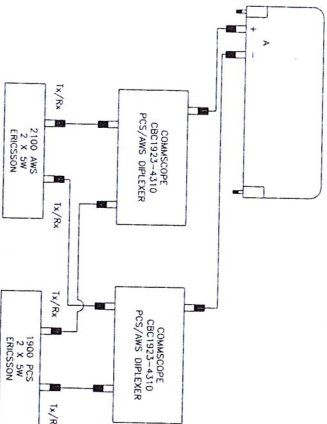 +
A
-
COMMSCOPE
CBC1923-4310
PCS/AWS DIPLEXER
COMMSCOPE
CBC1923-4310
PCS/AWS DIPLEXER
Tx/Rx
Tx/Rx
Tx/Rx
2100 AWS
2 X 5W
ERICSSON
1900 PCS
2 X 5W
ERICSSON